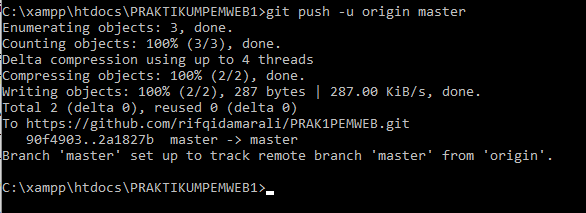 C:\xampp\htdocs\PRAKTIKUMPEMWEB1>git push -u origin master
Enumerating objects: 3, done.
Counting objects: 100% (3/3), done.
Delta compression using up to 4 threads
Compressing objects: 100% (2/2), done.
Writing objects: 100% (2/2), 287 bytes | 287.00 KiB/s, done.
Total 2 (delta 0), reused 0 (delta 0)
To https://github.com/rifqidamarali/PRAK1PEMWEB.git
   90f4903..2a1827b  master -> master
Branch 'master' set up to track remote branch 'master' from 'origin'.
C:\xampp\htdocs\PRAKTIKUMPEMWEB1>